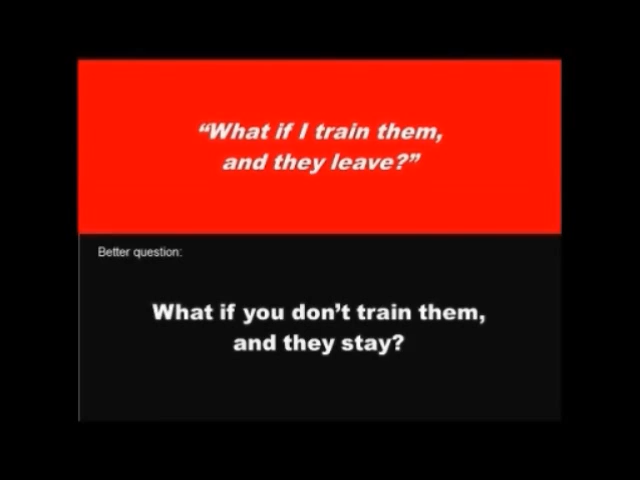 “What if I train them,
and they leave?”
Better question:
What if you don’t train them,
and they stay?